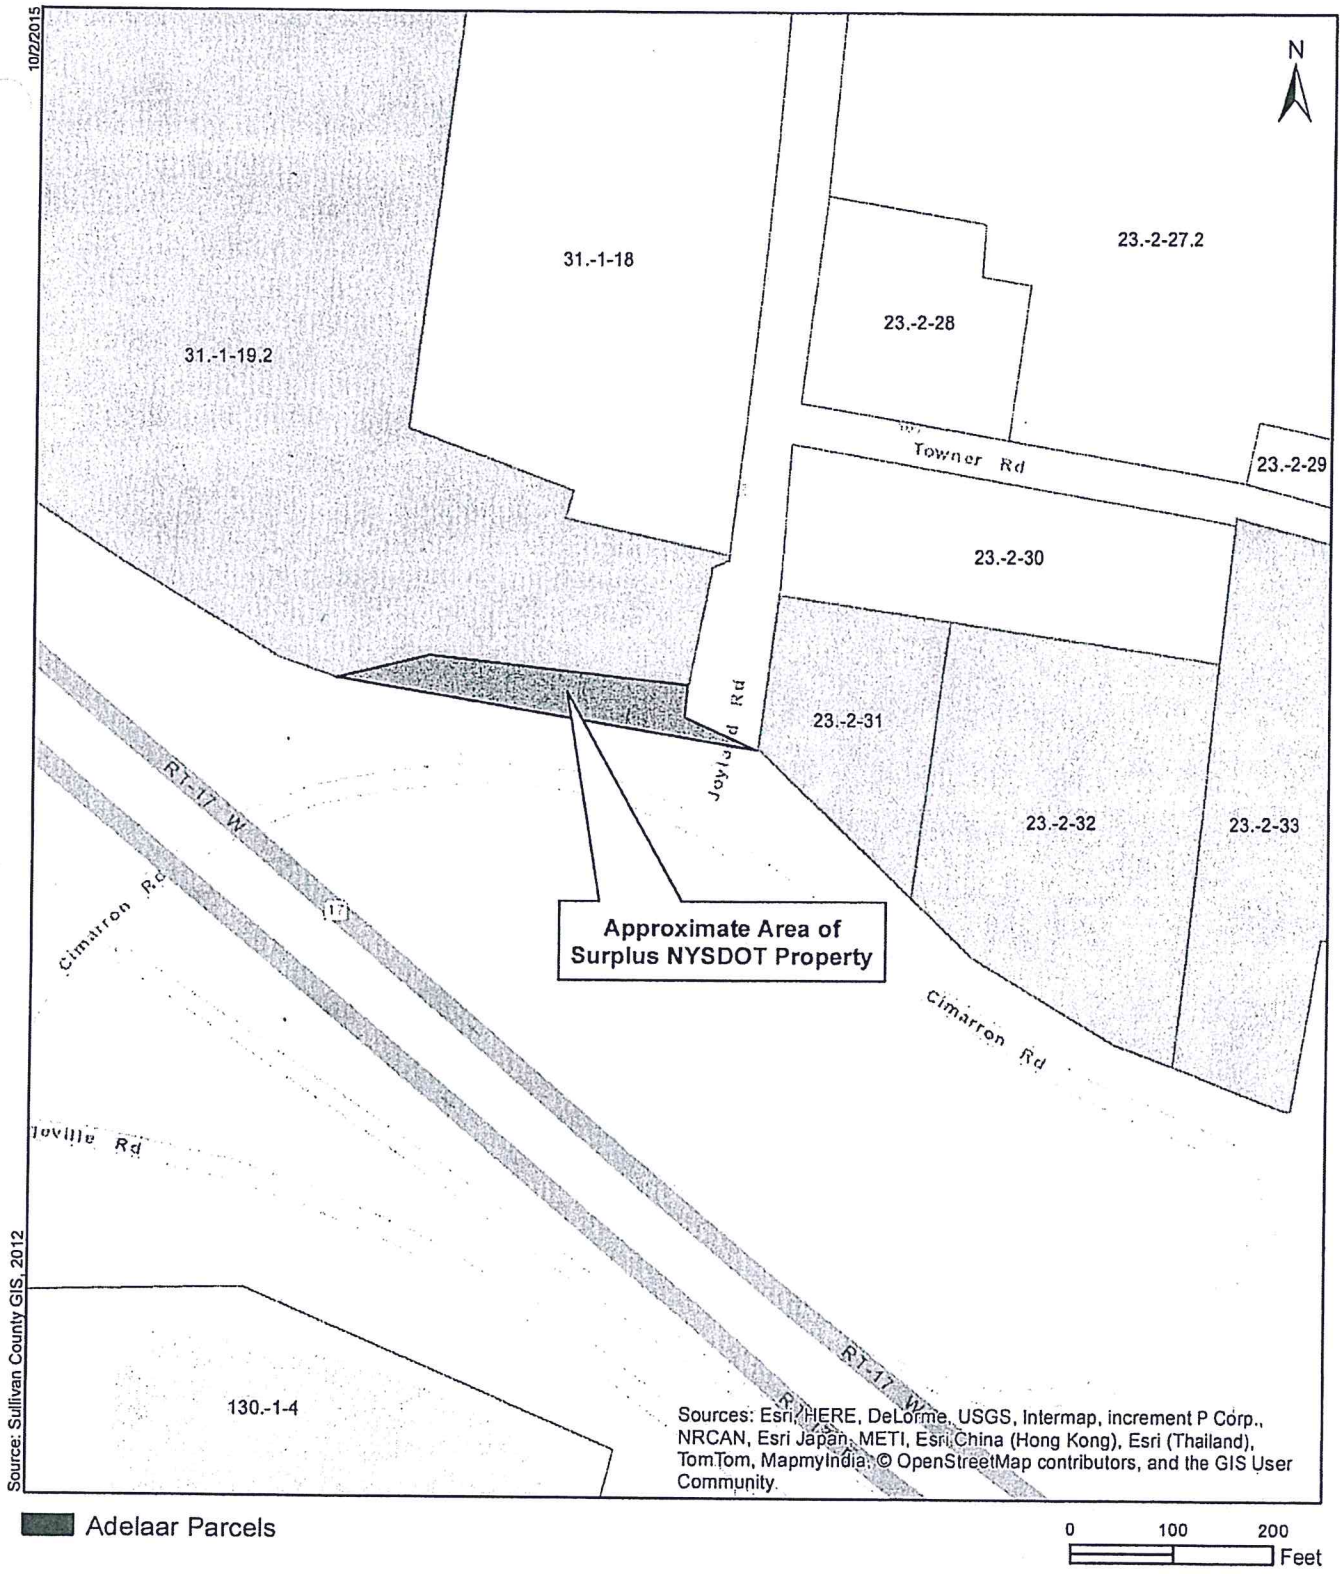 10/2/2015
N
31.-1-18
23.-2-27.2
23.-2-28
31.-1-19.2
Towner Rd
23.-2-29
23.-2-30
Rd
23.-2-31
23.-2-32
23.-2-33
RT-17 W
Cimarron Rd
17
Approximate Area of
Surplus NYSDOT Property
Cimarron Rd
Rd
Source: Sullivan County GIS, 2012
130.-1-4
RT-17 W
Sources: Esri, HERE, DeLorme, USGS, Intermap, increment P Corp.,
NRCAN, Esri Japan, METI, Esri China (Hong Kong), Esri (Thailand),
TomTom, MapmyIndia, © OpenStreetMap contributors, and the GIS User
Community
Adelaar Parcels
0 100 200
Feet